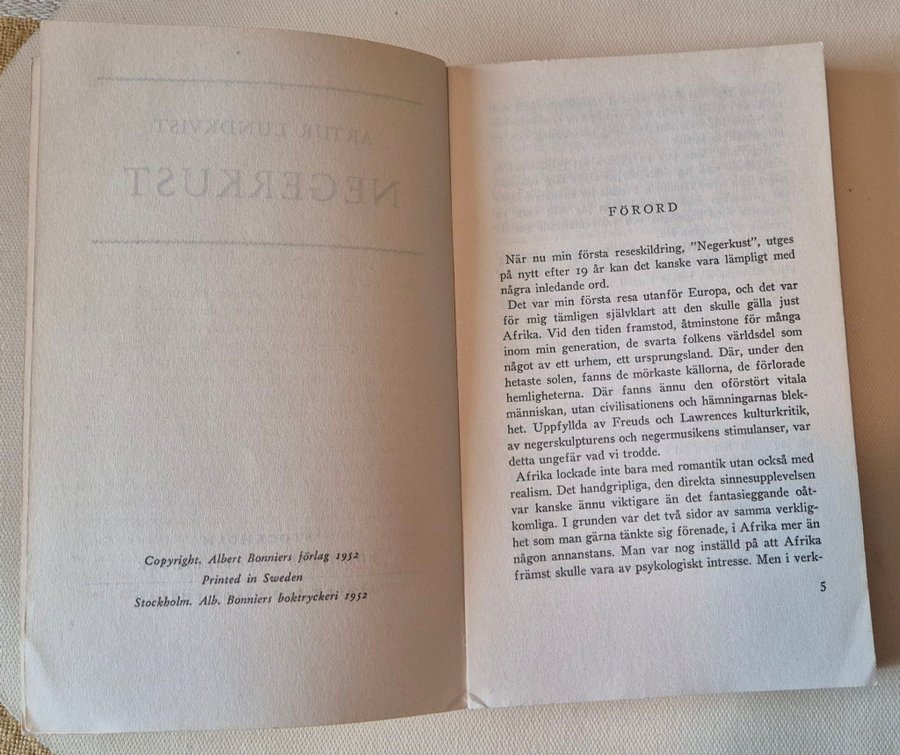 ARTUR LUNDKVIST
NEGERKUST
STOCKHOLM
Copyright. Albert Bonniers förlag 1952
Printed in Sweden
Stockholm. Alb. Bonniers boktryckeri 1952
FÖRORD
När nu min första reseskildring, ”Negerkust”, utges
på nytt efter 19 år kan det kanske vara lämpligt med
några inledande ord.
Det var min första resa utanför Europa, och det var
för mig tämligen självklart att den skulle gälla just
Afrika. Vid den tiden framstod, åtminstone för många
inom min generation, de svarta folkens världsdel som
något av ett urhem, ett ursprungsland. Där, under den
hetaste solen, fanns de mörkaste källorna, de förlorade
hemligheterna. Där fanns ännu den oförstört vitala
människan, utan civilisationens och hämningarnas blek-
het. Uppfyllda av Freuds och Lawrences kulturkritik,
av negerskulpturens och negermusikens stimulanser, var
detta ungefär vad vi trodde.
Afrika lockade inte bara med romantik utan också med
realism. Det handgripliga, den direkta sinnesupplevelsen
var kanske ännu viktigare än det fantasieggande oåt-
komliga. I grunden var det två sidor av samma verklig-
het som man gärna tänkte sig förenade, i Afrika mer än
någon annanstans. Man var nog inställd på att Afrika
främst skulle vara av psykologiskt intresse. Men i verk-
5